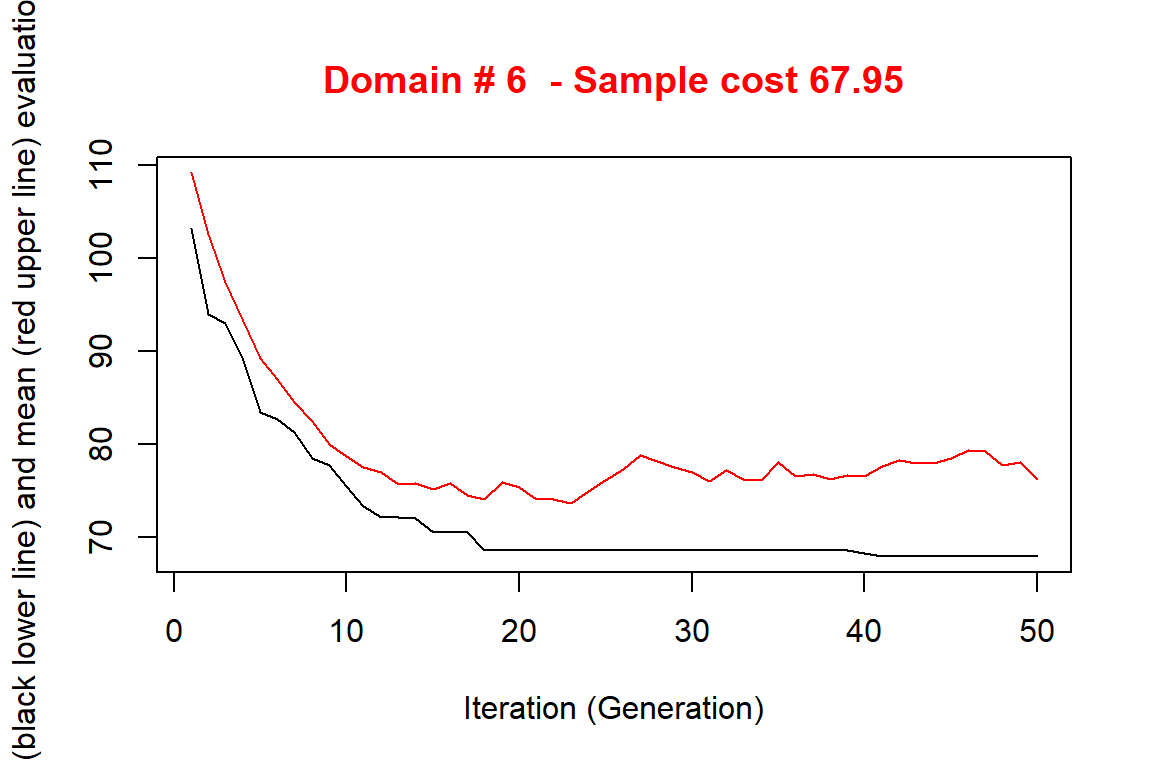 Domain # 6  - Sample cost 67.95
(black lower line) and mean (red upper line) evaluatio
110
100
90
80
70
0 10 20 30 40 50
Iteration (Generation)